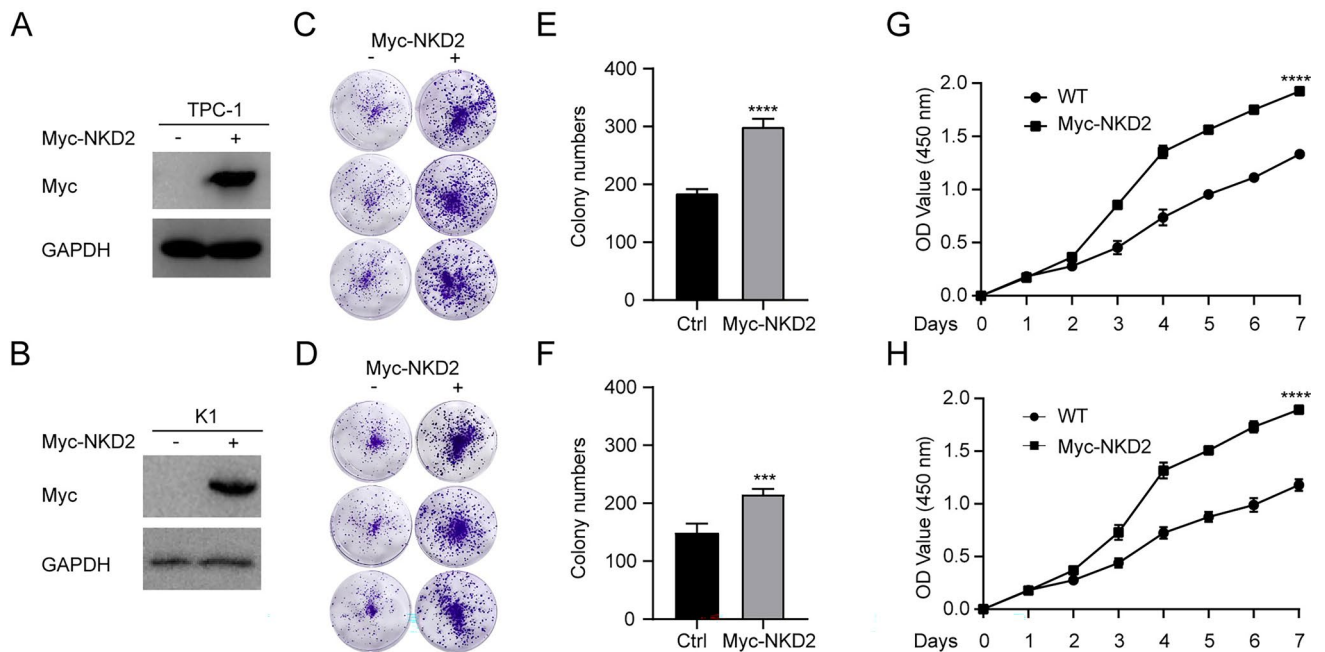 A
TPC-1
Myc-NKD2 - +
Myc
GAPDH
B
K1
Myc-NKD2 - +
Myc
GAPDH
C
Myc-NKD2
- +
D
Myc-NKD2
- +
E
400
300
200
100
0
Colony numbers
****
Ctrl Myc-NKD2
F
400
300
200
100
0
Colony numbers
***
Ctrl Myc-NKD2
G
2.0
1.5
1.0
0.5
0.0
OD Value (450 nm)
WT
Myc-NKD2
****
Days 0 1 2 3 4 5 6 7
H
2.0
1.5
1.0
0.5
0.0
OD Value (450 nm)
WT
Myc-NKD2
****
Days 0 1 2 3 4 5 6 7